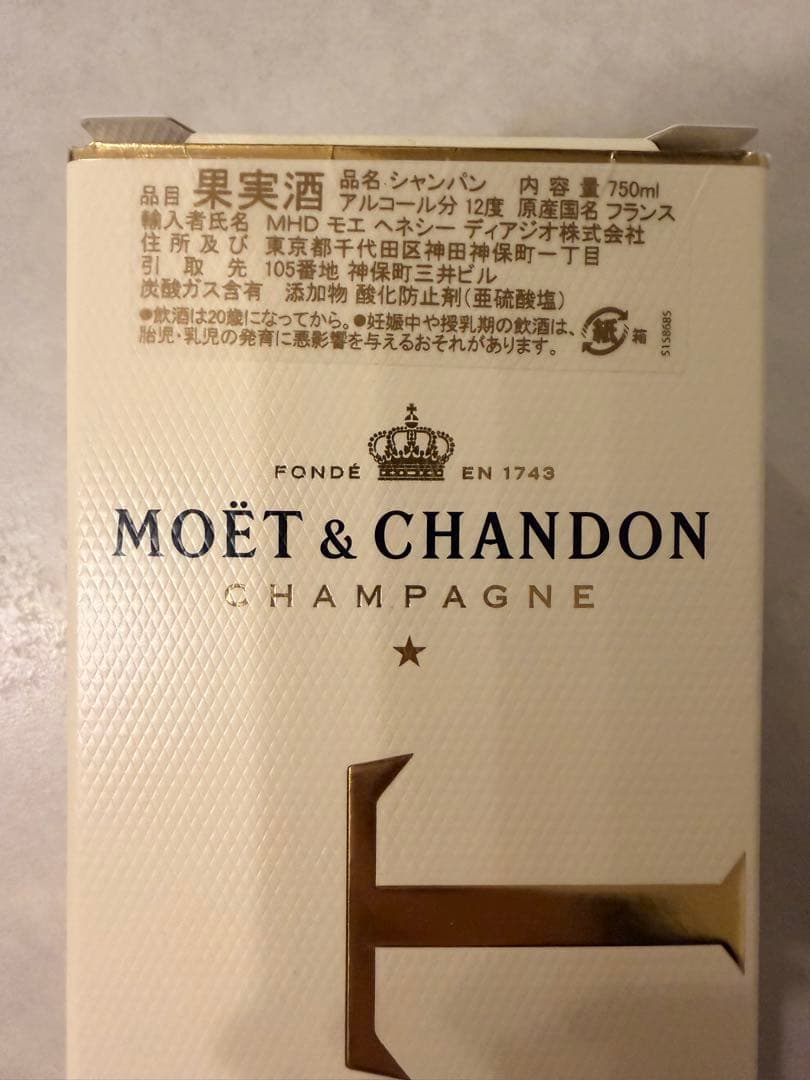 品目 果実酒 品名 シャンパン 内容量 750ml
アルコール分 12度 原産国名 フランス
輸入者氏名 MHD モエ ヘネシー ディアジオ株式会社
住所及び 東京都千代田区神田神保町一丁目
引取先 105番地 神保町三井ビル
炭酸ガス含有 添加物 酸化防止剤(亜硫酸塩)
●飲酒は20歳になってから。●妊娠中や授乳期の飲酒は、
胎児・乳児の発育に悪影響を与えるおそれがあります。
紙 箱
5158685
FONDÉ EN 1743
MOËT & CHANDON
CHAMPAGNE